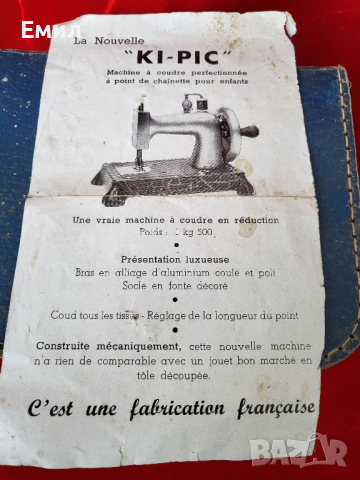 Емил
La Nouvelle
"KI-PIC"
Machine à coudre perfectionnée
à point de chaînette pour enfants
Une vraie machine à coudre en réduction
Poids : 1 kg 500
Présentation luxueuse
Bras en alliage d'aluminium coulé et poli
Socle en fonte décoré
Coud tous les tissus - Réglage de la longueur du point
Construite mécaniquement, cette nouvelle machine
n'a rien de comparable avec un jouet bon marché en
tôle découpée.
C'est une fabrication française
bazar
Емил